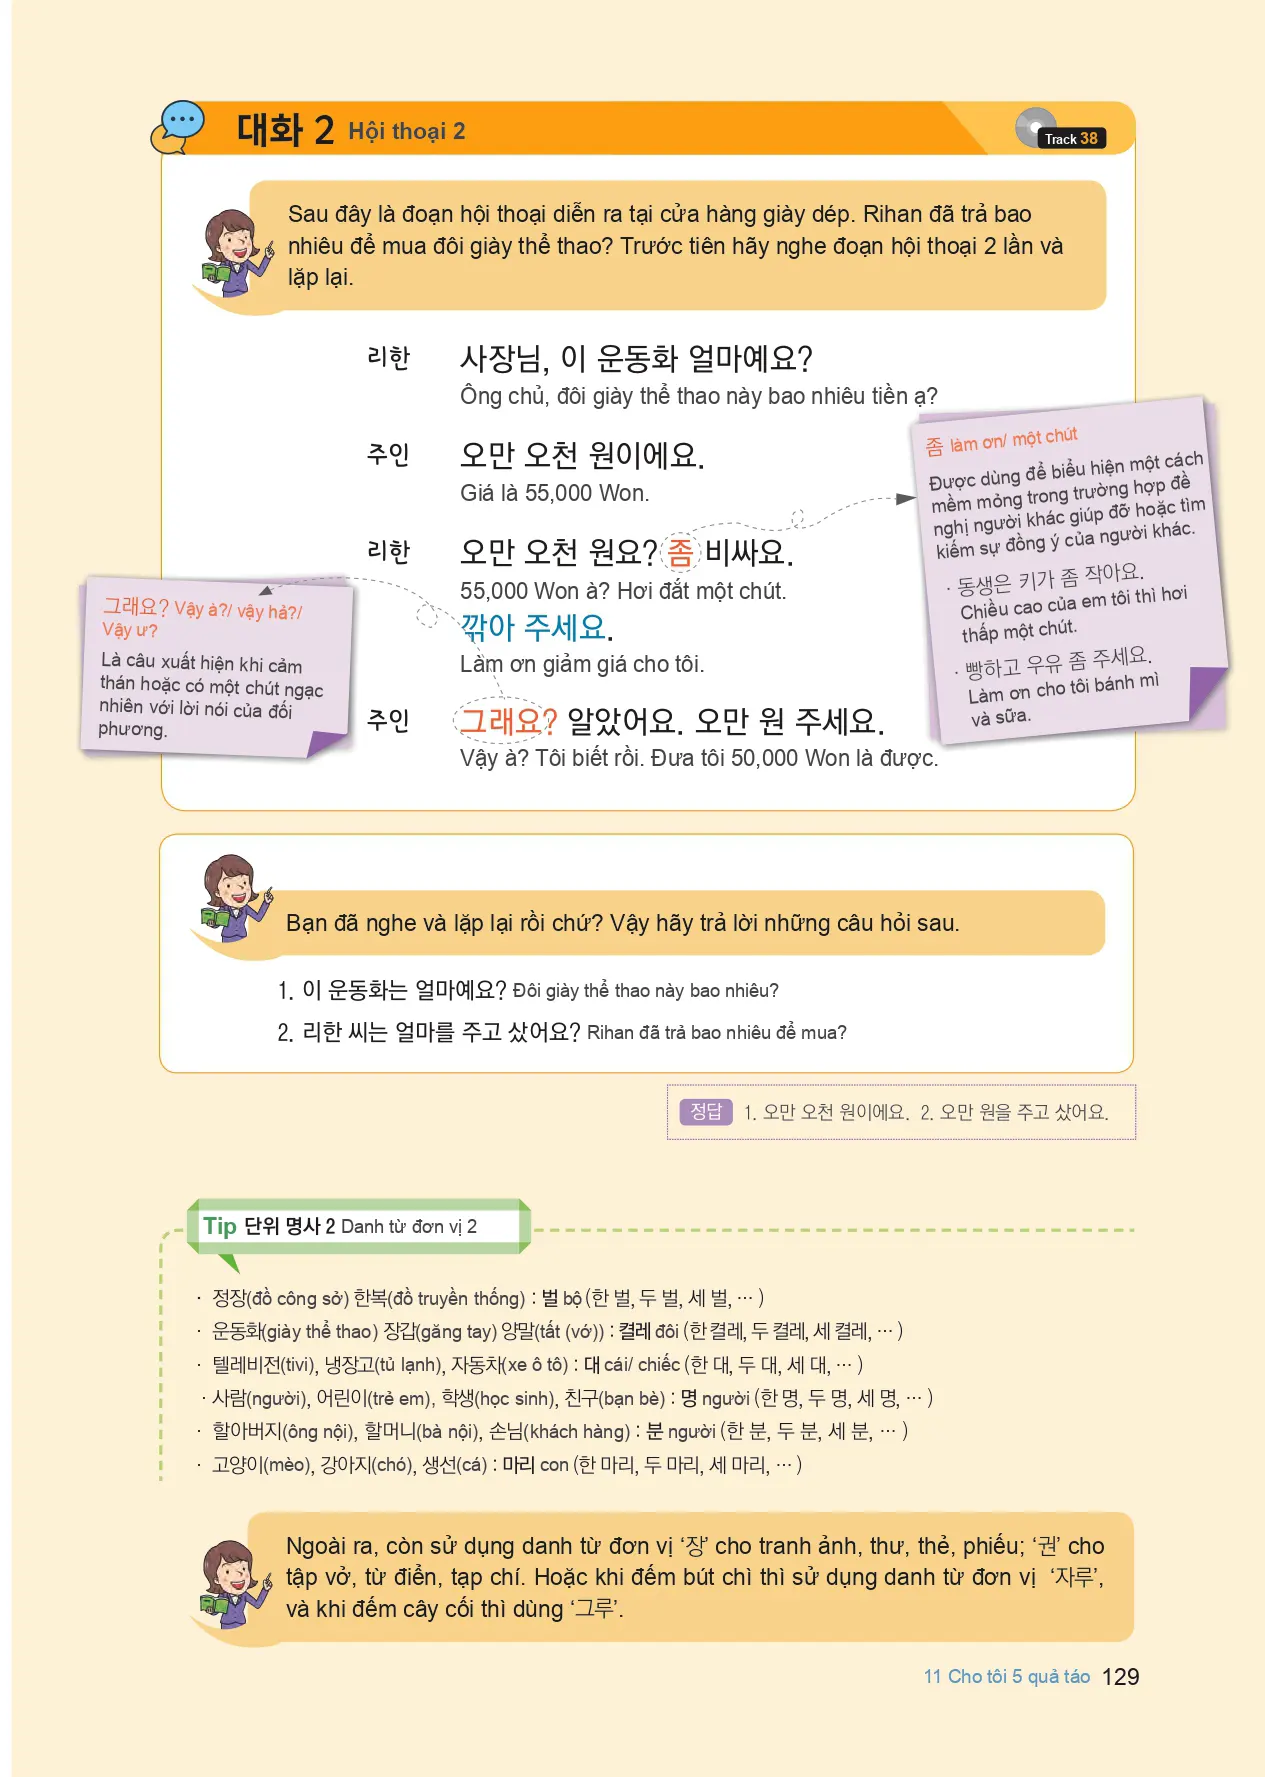 대화 2 Hội thoại 2
Track 38
Sau đây là đoạn hội thoại diễn ra tại cửa hàng giày dép. Rihan đã trả bao
nhiêu để mua đôi giày thể thao? Trước tiên hãy nghe đoạn hội thoại 2 lần và
lặp lại.
리한 사장님, 이 운동화 얼마예요?
Ông chủ, đôi giày thể thao này bao nhiêu tiền ạ?
주인 오만 오천 원이에요.
Giá là 55,000 Won.
리한 오만 오천 원요? 좀 비싸요.
55,000 Won à? Hơi đắt một chút.
깎아 주세요.
Làm ơn giảm giá cho tôi.
주인 그래요? 알았어요. 오만 원 주세요.
Vậy à? Tôi biết rồi. Đưa tôi 50,000 Won là được.
좀 làm ơn/ một chút
Được dùng để biểu hiện một cách
mềm mỏng trong trường hợp đề
nghị người khác giúp đỡ hoặc tìm
kiếm sự đồng ý của người khác.
· 동생은 키가 좀 작아요.
Chiều cao của em tôi thì hơi
thấp một chút.
· 빵하고 우유 좀 주세요.
Làm ơn cho tôi bánh mì
và sữa.
그래요? Vậy à?/ vậy hả?/
Vậy ư?
Là câu xuất hiện khi cảm
thán hoặc có một chút ngạc
nhiên với lời nói của đối
phương.
Bạn đã nghe và lặp lại rồi chứ? Vậy hãy trả lời những câu hỏi sau.
1. 이 운동화는 얼마예요? Đôi giày thể thao này bao nhiêu?
2. 리한 씨는 얼마를 주고 샀어요? Rihan đã trả bao nhiêu để mua?
정답 1. 오만 오천 원이에요. 2. 오만 원을 주고 샀어요.
Tip 단위 명사 2 Danh từ đơn vị 2
· 정장(đồ công sở) 한복(đồ truyền thống) : 벌 bộ (한 벌, 두 벌, 세 벌, ··· )
· 운동화(giày thể thao) 장갑(găng tay) 양말(tất (vớ)) : 켤레 đôi (한 켤레, 두 켤레, 세 켤레, ··· )
· 텔레비전(tivi), 냉장고(tủ lạnh), 자동차(xe ô tô) : 대 cái/ chiếc (한 대, 두 대, 세 대, ··· )
· 사람(người), 어린이(trẻ em), 학생(học sinh), 친구(bạn bè) : 명 người (한 명, 두 명, 세 명, ··· )
· 할아버지(ông nội), 할머니(bà nội), 손님(khách hàng) : 분 người (한 분, 두 분, 세 분, ··· )
· 고양이(mèo), 강아지(chó), 생선(cá) : 마리 con (한 마리, 두 마리, 세 마리, ··· )
Ngoài ra, còn sử dụng danh từ đơn vị ‘장’ cho tranh ảnh, thư, thẻ, phiếu; ‘권’ cho
tập vở, từ điển, tạp chí. Hoặc khi đếm bút chì thì sử dụng danh từ đơn vị ‘자루’,
và khi đếm cây cối thì dùng ‘그루’.
11 Cho tôi 5 quả táo 129